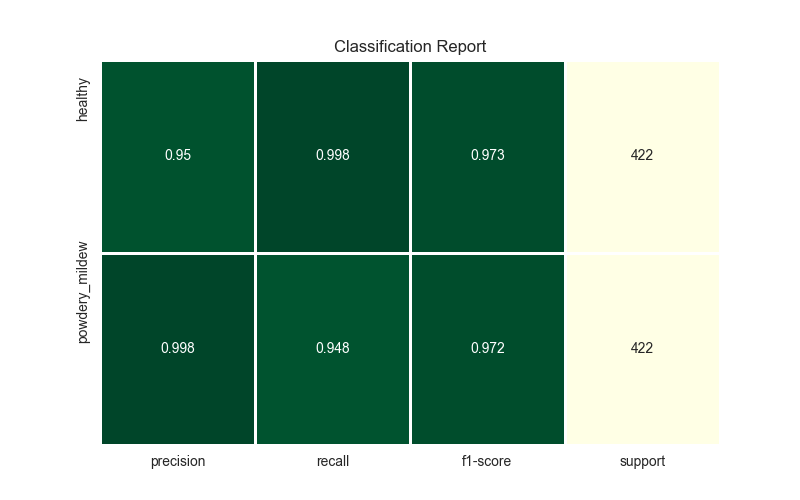 Classification Report
healthy
0.95 0.998 0.973 422
powdery_mildew
0.998 0.948 0.972 422
precision recall f1-score support